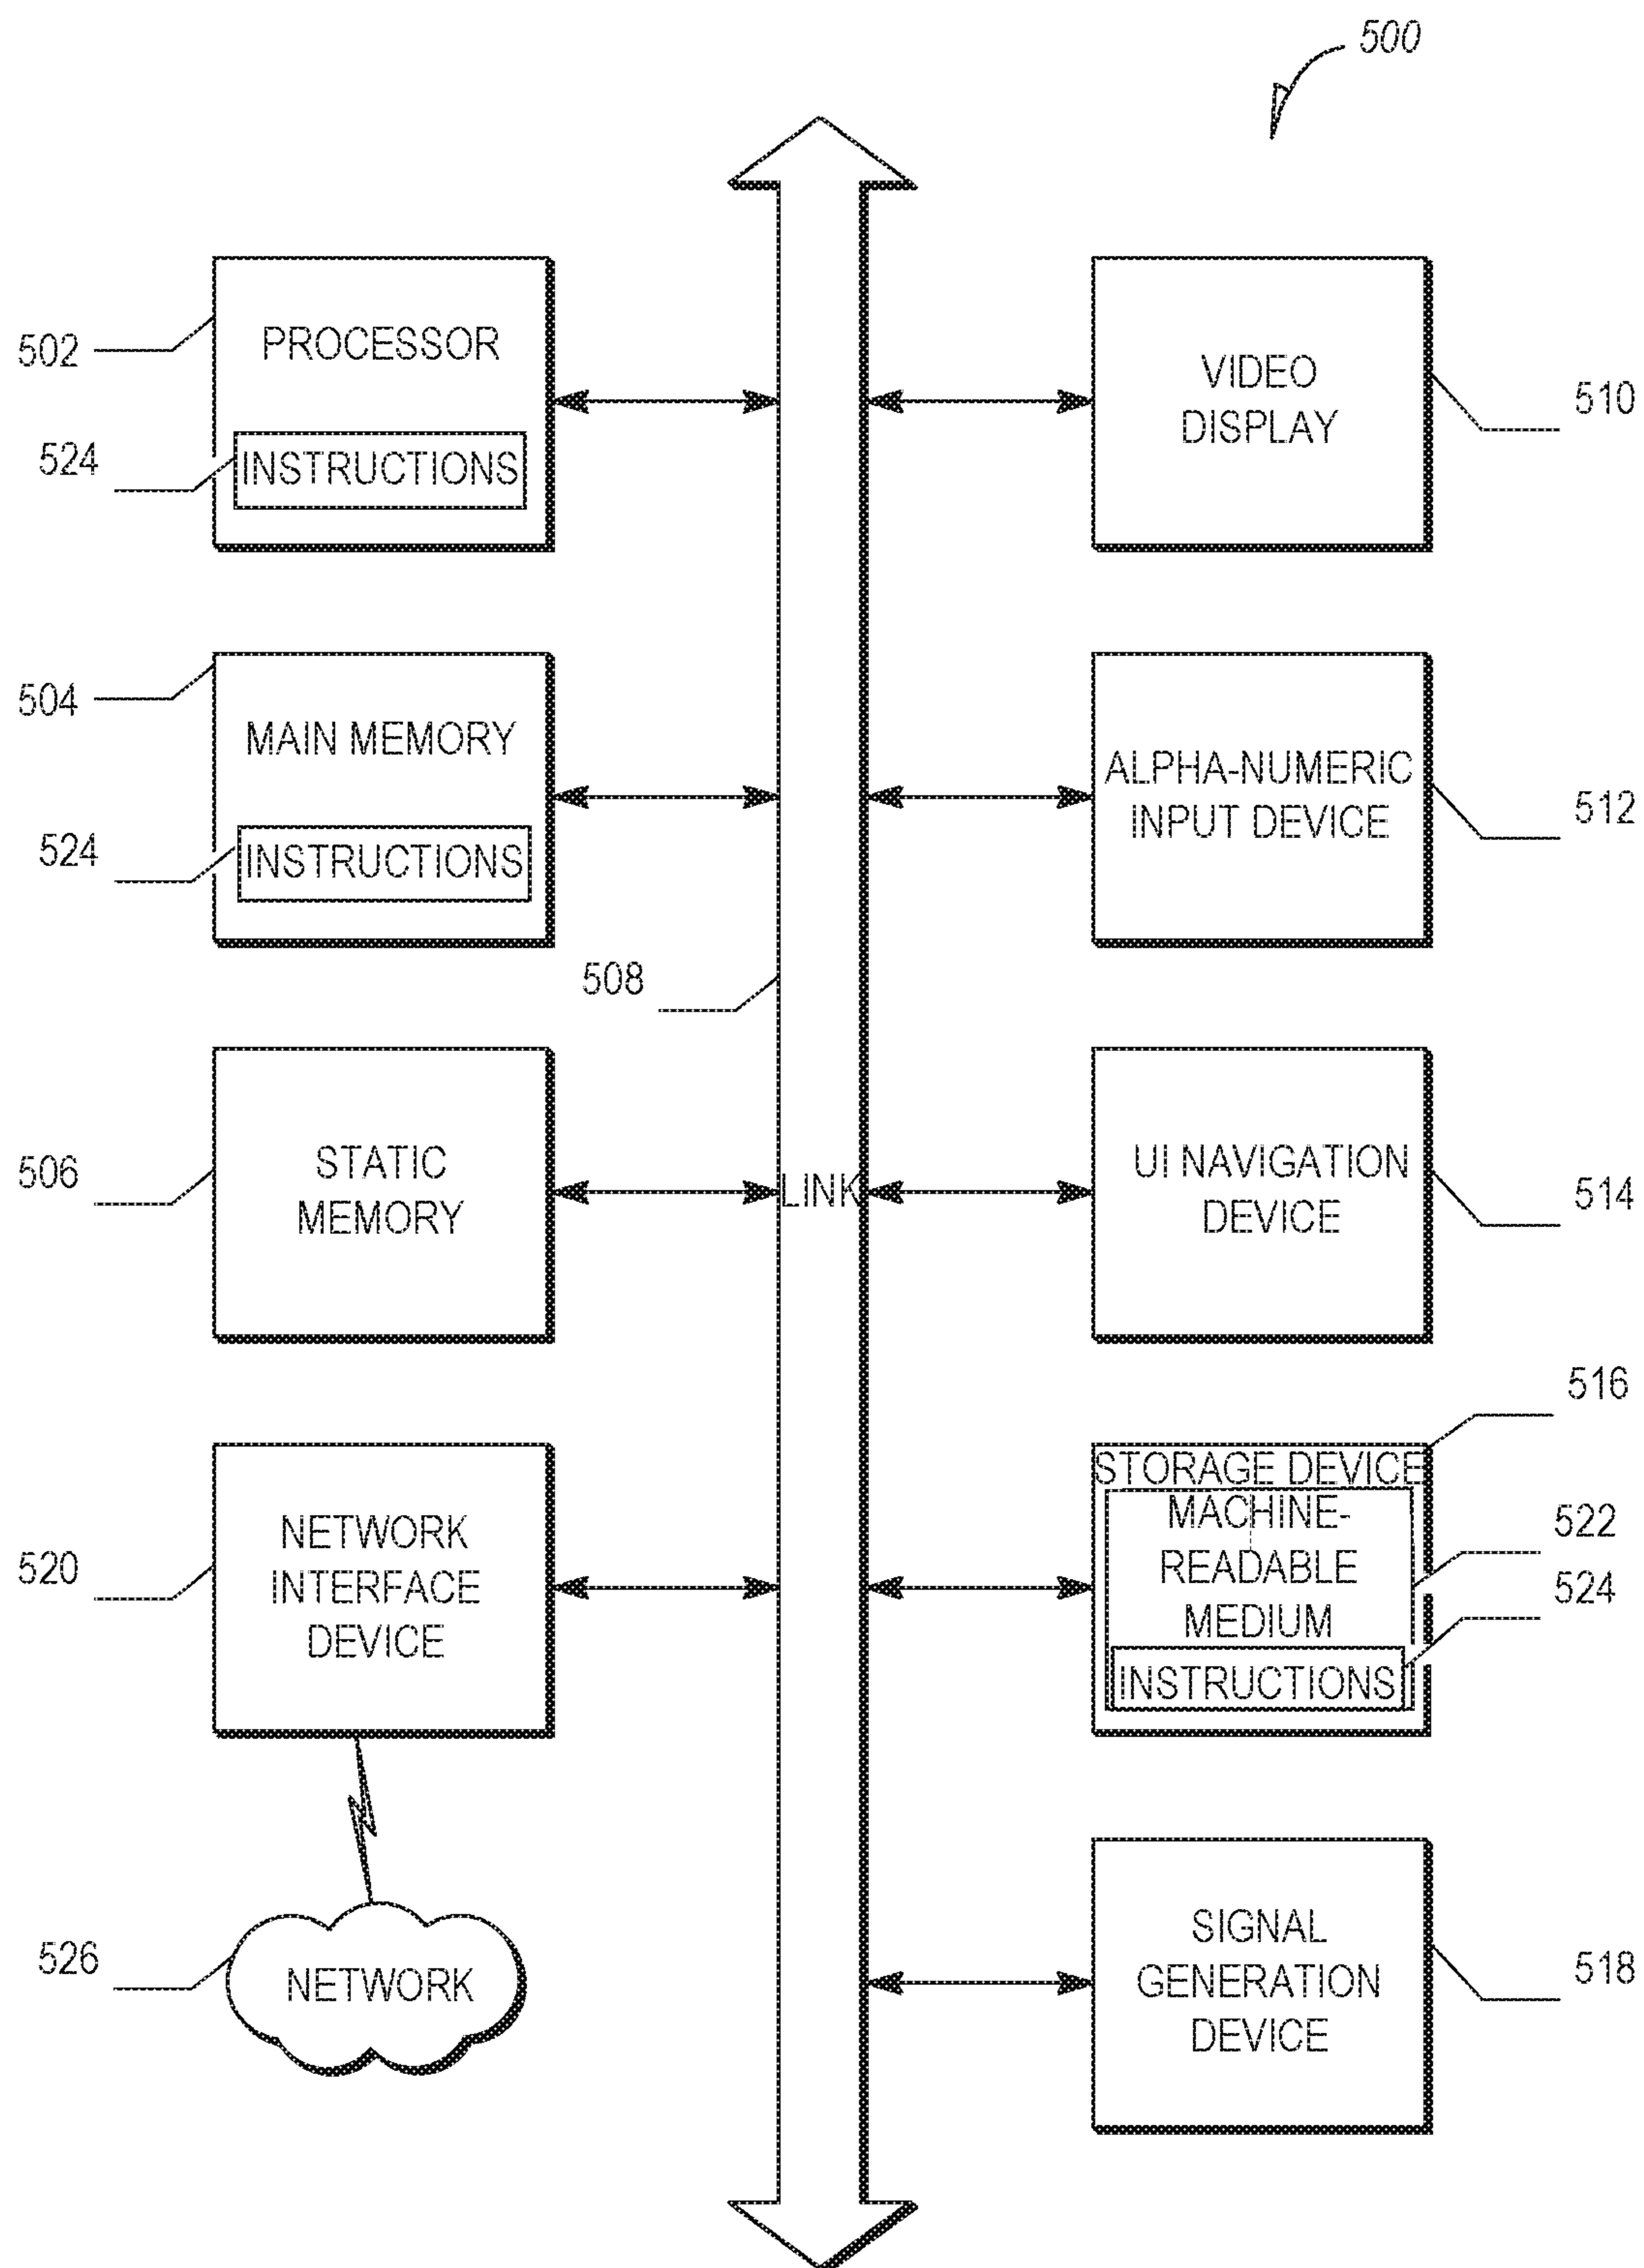 500
502
PROCESSOR
524
INSTRUCTIONS
504
MAIN MEMORY
524
INSTRUCTIONS
508
506
STATIC
MEMORY
520
NETWORK
INTERFACE
DEVICE
526
NETWORK
LINK
VIDEO
DISPLAY
510
ALPHA-NUMERIC
INPUT DEVICE
512
UI NAVIGATION
DEVICE
514
516
STORAGE DEVICE
MACHINE-
READABLE
MEDIUM
522
524
INSTRUCTIONS
SIGNAL
GENERATION
DEVICE
518